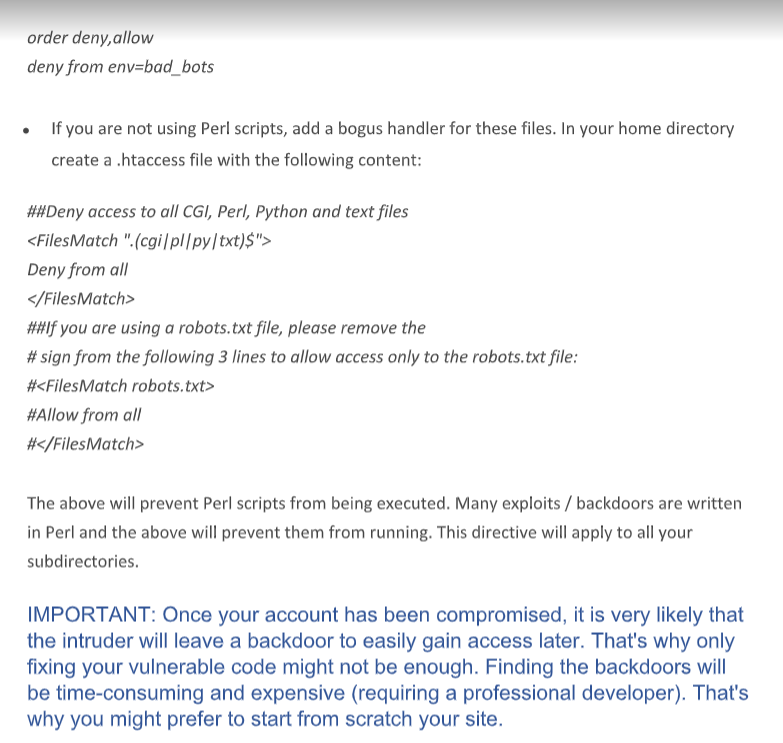 order deny,allow
deny from env=bad_bots
• If you are not using Perl scripts, add a bogus handler for these files. In your home directory
create a .htaccess file with the following content:
##Deny access to all CGI, Perl, Python and text files
<FilesMatch ".(cgi|pl|py|txt)$">
Deny from all
</FilesMatch>
##If you are using a robots.txt file, please remove the
# sign from the following 3 lines to allow access only to the robots.txt file:
#<FilesMatch robots.txt>
#Allow from all
#</FilesMatch>
The above will prevent Perl scripts from being executed. Many exploits / backdoors are written
in Perl and the above will prevent them from running. This directive will apply to all your
subdirectories.
IMPORTANT: Once your account has been compromised, it is very likely that
the intruder will leave a backdoor to easily gain access later. That's why only
fixing your vulnerable code might not be enough. Finding the backdoors will
be time-consuming and expensive (requiring a professional developer). That's
why you might prefer to start from scratch your site.